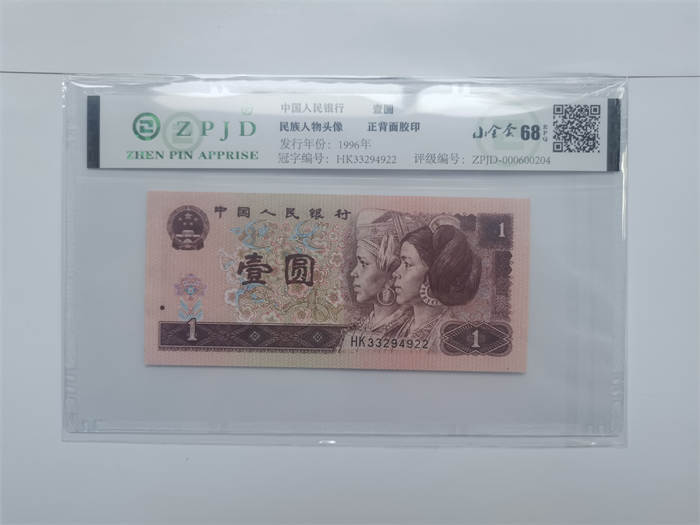 ZPJD
ZHEN PIN APPRISE
中国人民银行 壹圆
民族人物头像 正背面胶印
发行年份: 1996年
冠字编号: HK33294922 评级编号: ZPJD-000600204
68 EPQ
中国人民银行
壹圆
1
1
1
HK33294922